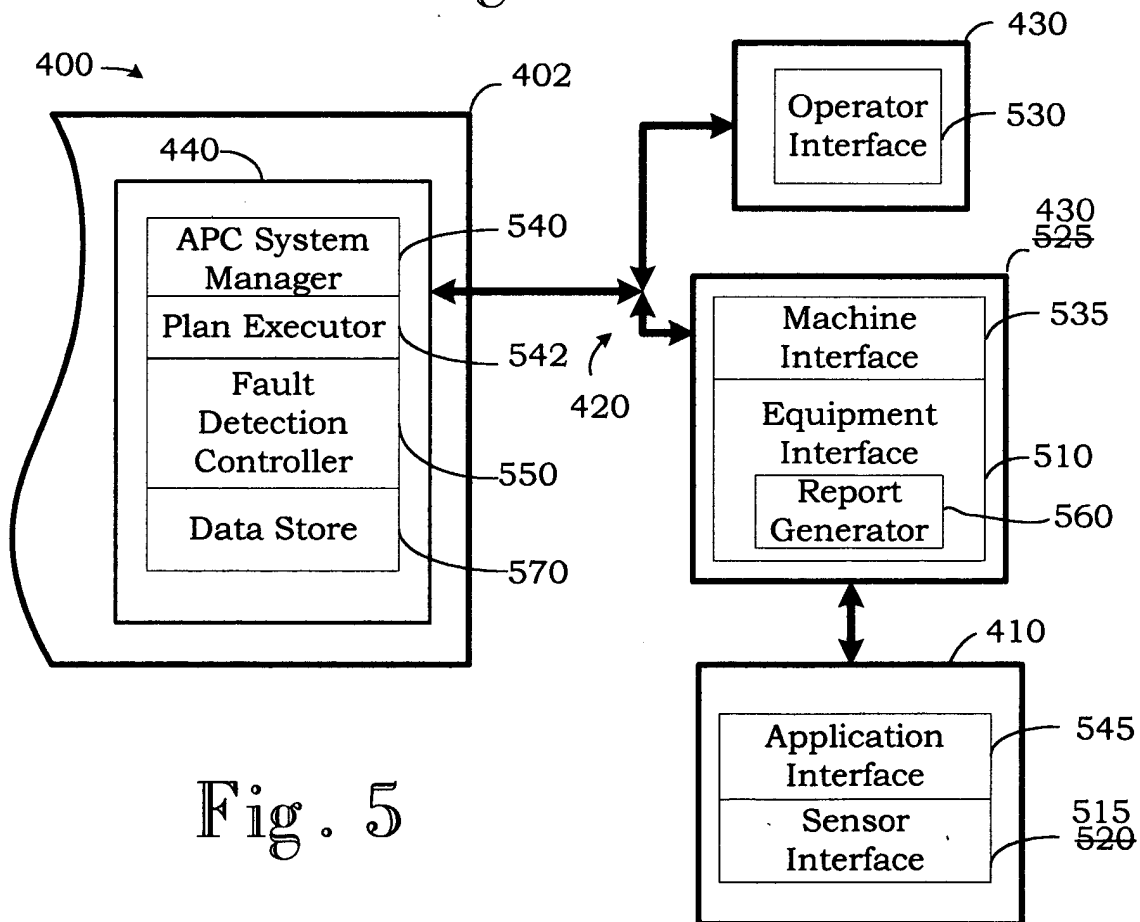 400
402
440
APC System
Manager
540
Plan Executor
542
Fault
Detection
Controller
550
Data Store
570
420
430
Operator
Interface
530
430
525
Machine
Interface
535
Equipment
Interface
510
Report
Generator
560
410
Application
Interface
545
Sensor
Interface
515
520
Fig. 5